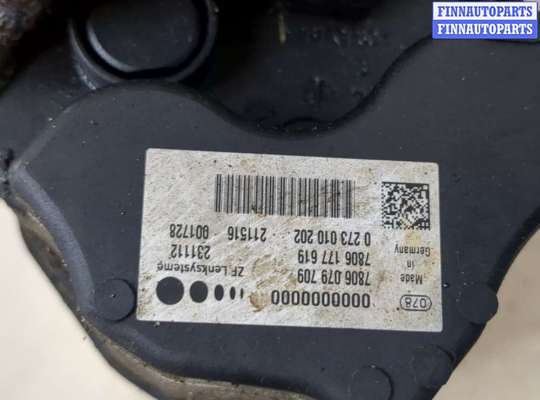 FINNAUTOPARTS
FINNAUTOPARTS
078
0000000000
Made
in
Germany
7806 079 709
7806 177 619
0 273 010 202
ZF Lenksysteme
231112
211516
001728